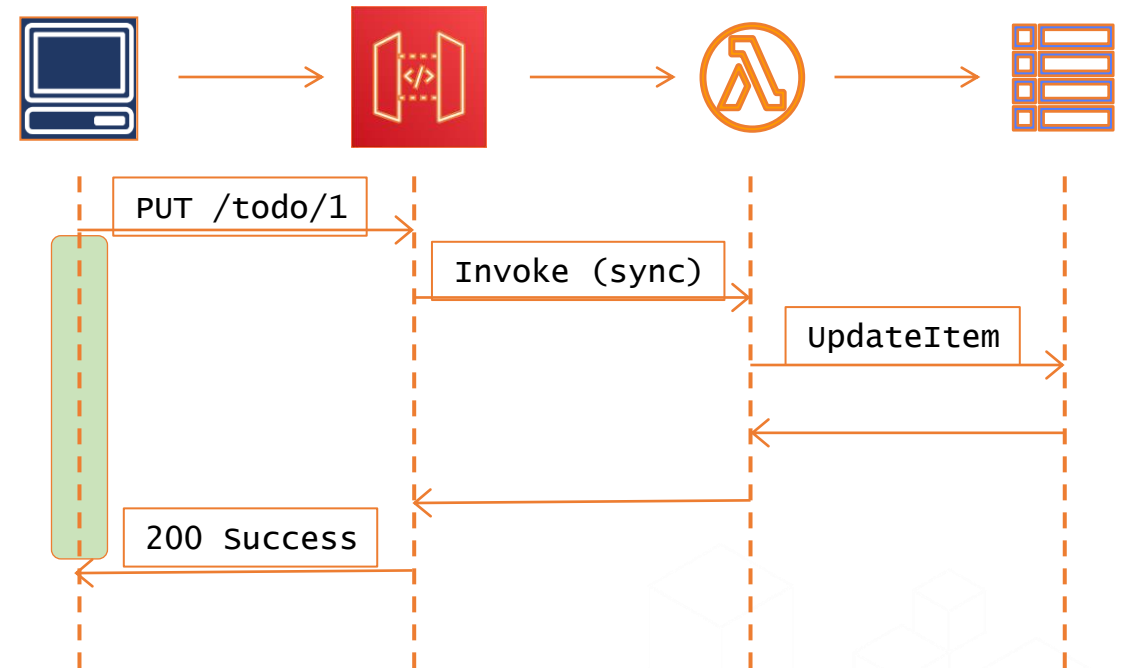 </>
PUT /todo/1
Invoke (sync)
UpdateItem
200 Success